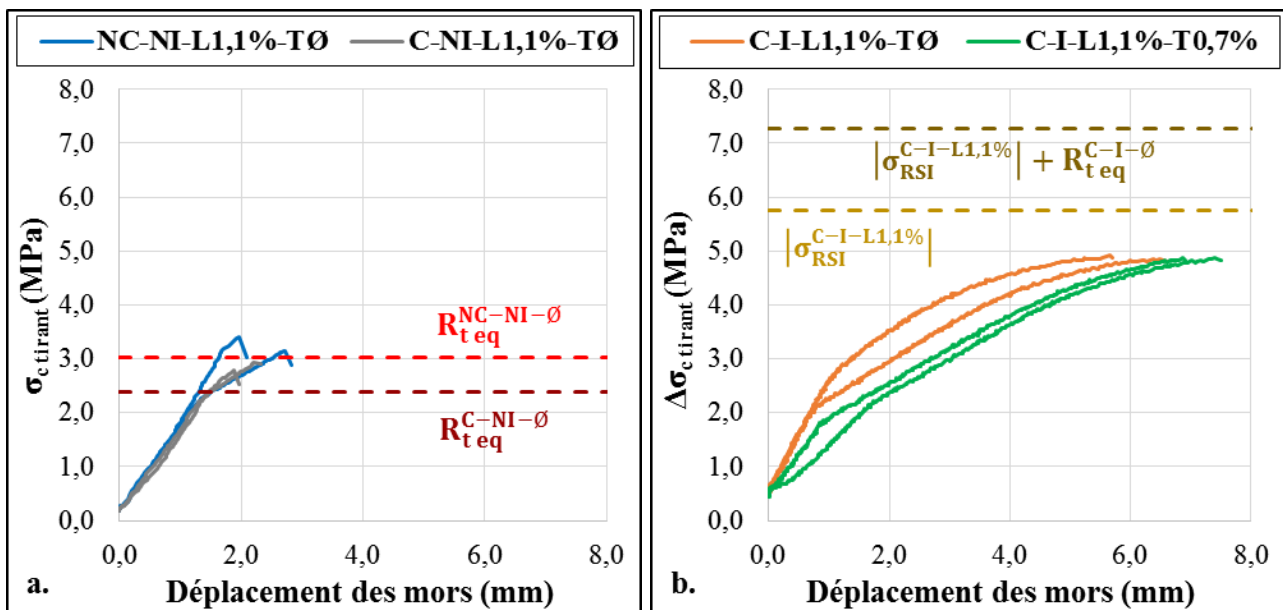 NC-NI-L1,1%-TØ C-NI-L1,1%-TØ
8,0
7,0
6,0
5,0
4,0
3,0
2,0
1,0
0,0
σc tirant (MPa)
R t eq NC−NI−Ø
R t eq C−NI−Ø
0,0 2,0 4,0 6,0 8,0
a. Déplacement des mors (mm)
C-I-L1,1%-TØ C-I-L1,1%-T0,7%
8,0
7,0
6,0
5,0
4,0
3,0
2,0
1,0
0,0
Δσc tirant (MPa)
|σ RSI C−I−L1,1%| + R t eq C−I−Ø
|σ RSI C−I−L1,1%|
0,0 2,0 4,0 6,0 8,0
b. Déplacement des mors (mm)